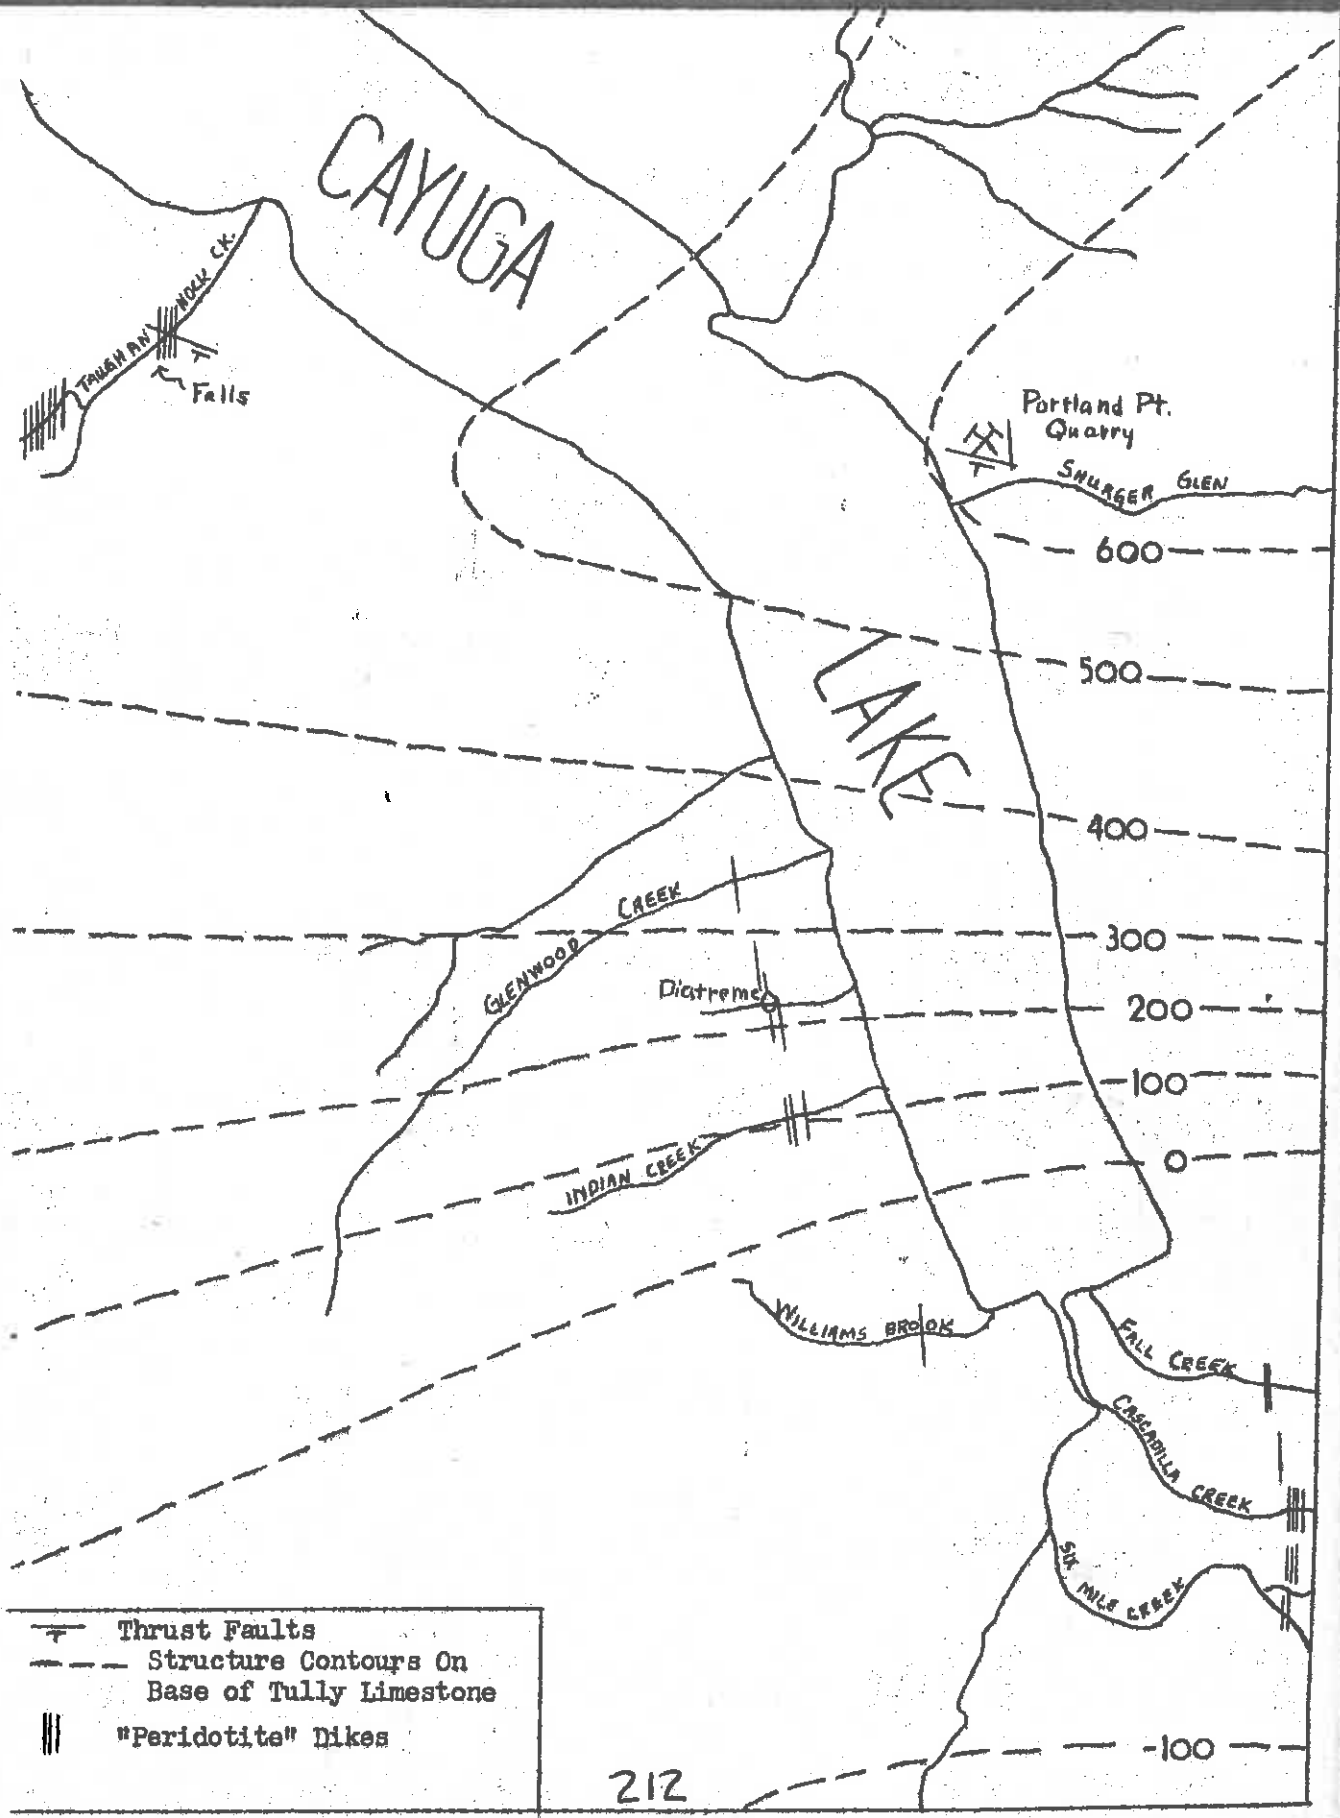 CAYUGA
LAKE
TAUGHANNOCK CK.
Falls
Portland Pt.
Quarry
SHURGER GLEN
600
500
400
300
200
100
0
-100
GLENWOOD CREEK
Diatreme
INDIAN CREEK
WILLIAMS BROOK
FALL CREEK
CASCADILLA CREEK
SIX MILE CREEK
T Thrust Faults
Structure Contours On
Base of Tully Limestone
"Peridotite" Dikes
212